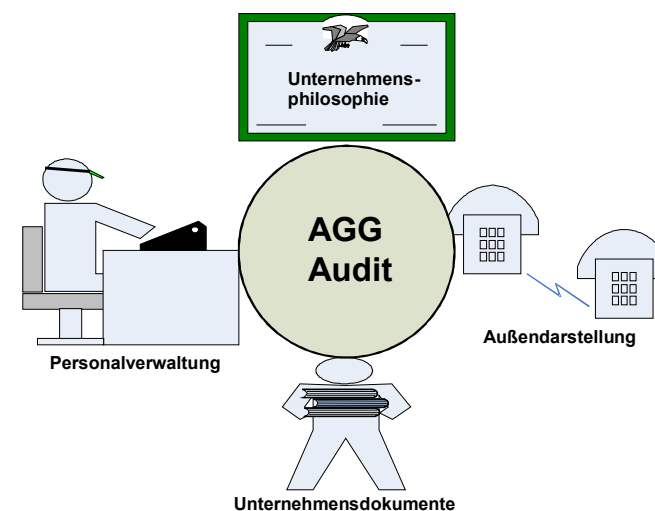 Unternehmens-
philosophie
AGG
Audit
Außendarstellung
Personalverwaltung
Unternehmensdokumente